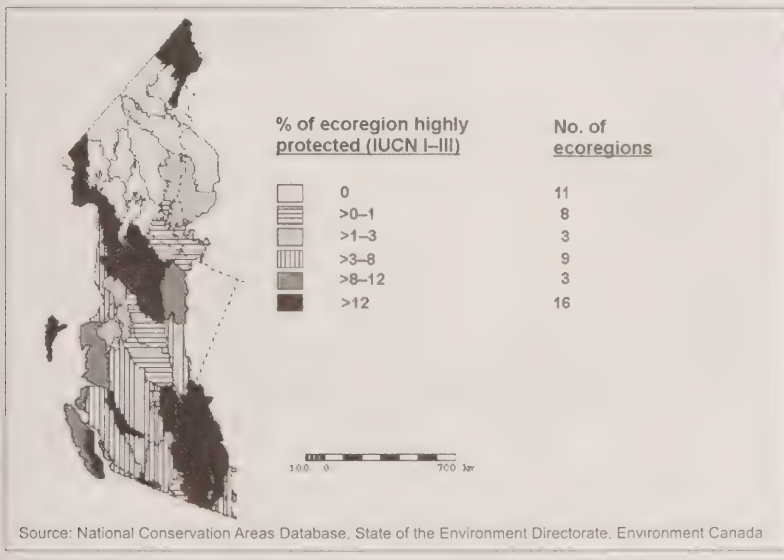 % of ecoregion highly
protected (IUCN I–III)
No. of
ecoregions
0 11
>0–1 8
>1–3 3
>3–8 9
>8–12 3
>12 16
100 0 700 km
Source: National Conservation Areas Database, State of the Environment Directorate, Environment Canada